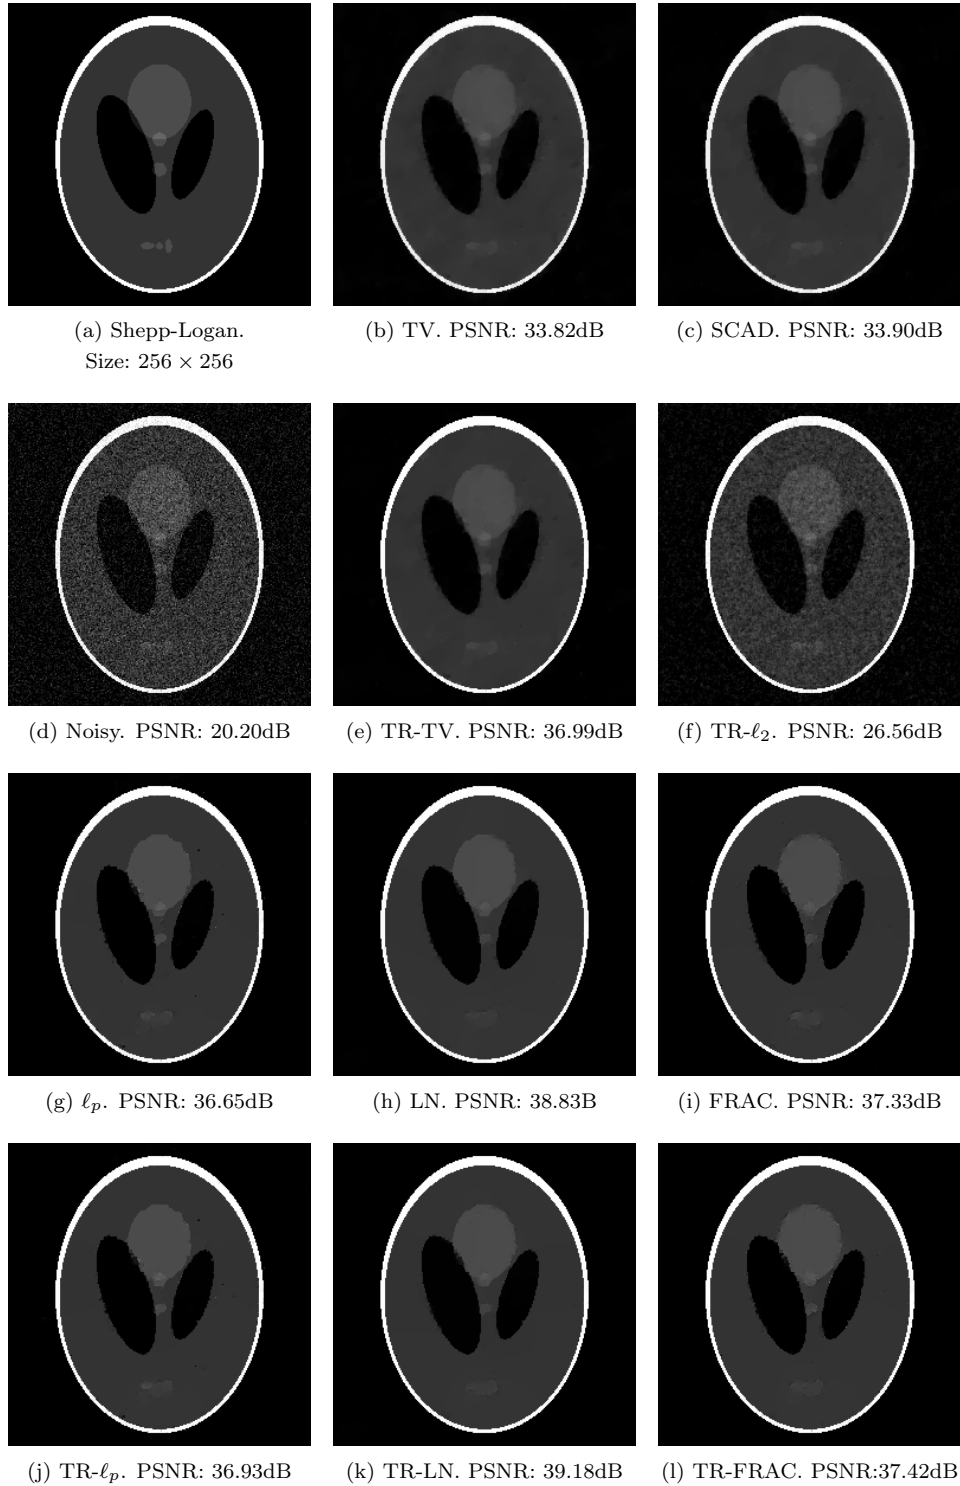 (a) Shepp-Logan.
Size: 256 × 256
(b) TV. PSNR: 33.82dB
(c) SCAD. PSNR: 33.90dB
(d) Noisy. PSNR: 20.20dB
(e) TR-TV. PSNR: 36.99dB
(f) TR-ℓ₂. PSNR: 26.56dB
(g) ℓₚ. PSNR: 36.65dB
(h) LN. PSNR: 38.83B
(i) FRAC. PSNR: 37.33dB
(j) TR-ℓₚ. PSNR: 36.93dB
(k) TR-LN. PSNR: 39.18dB
(l) TR-FRAC. PSNR:37.42dB